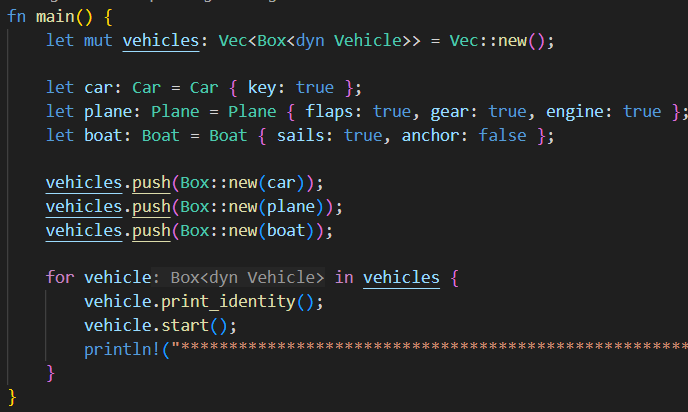 fn main() {
    let mut vehicles: Vec<Box<dyn Vehicle>> = Vec::new();
    let car: Car = Car { key: true };
    let plane: Plane = Plane { flaps: true, gear: true, engine: true };
    let boat: Boat = Boat { sails: true, anchor: false };
    vehicles.push(Box::new(car));
    vehicles.push(Box::new(plane));
    vehicles.push(Box::new(boat));
    for vehicle: Box<dyn Vehicle> in vehicles {
        vehicle.print_identity();
        vehicle.start();
        println!("*****************************************************
    }
}